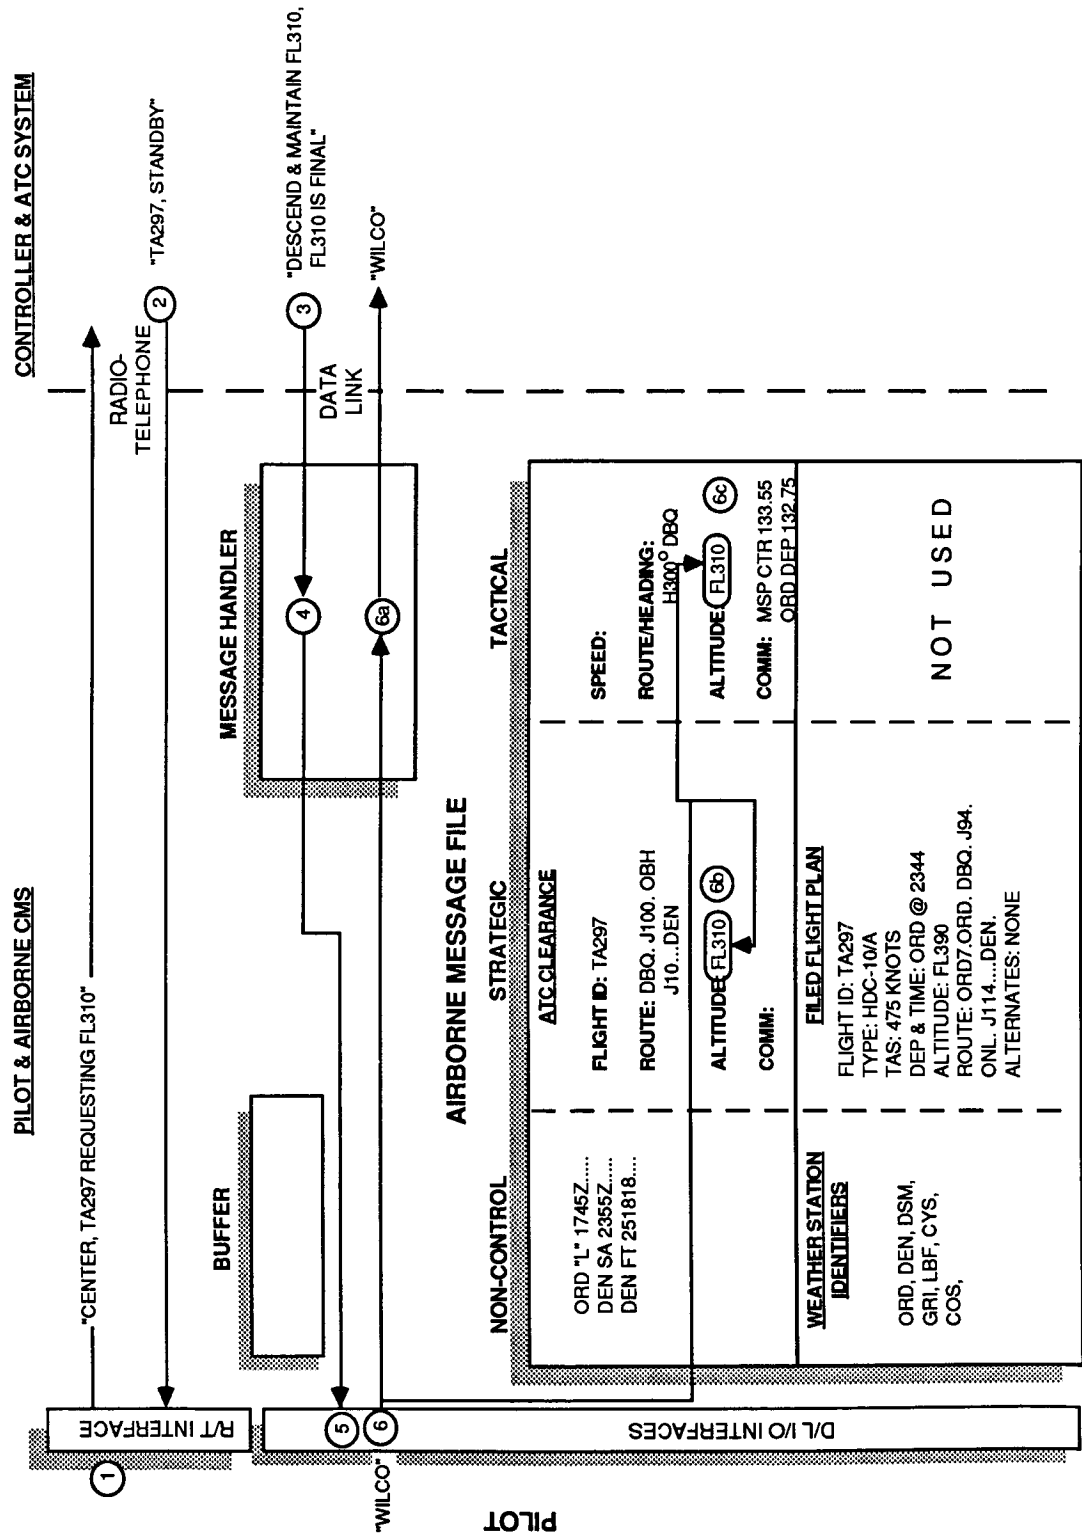 PILOT & AIRBORNE CMS
CONTROLLER & ATC SYSTEM
1
R/T INTERFACE
"CENTER, TA297 REQUESTING FL310"
RADIO-
TELEPHONE
2
"TA297, STANDBY"
BUFFER
MESSAGE HANDLER
4
6a
DATA
LINK
3
"DESCEND & MAINTAIN FL310,
FL310 IS FINAL"
"WILCO"
5
6
"WILCO"
PILOT
D/L I/O INTERFACES
AIRBORNE MESSAGE FILE
NON-CONTROL
STRATEGIC
TACTICAL
ORD "L" 1745Z.....
DEN SA 2355Z.....
DEN FT 251818....
ATC CLEARANCE
FLIGHT ID: TA297
ROUTE: DBQ. J100. OBH
J10...DEN
ALTITUDE: FL310 6b
COMM:
SPEED:
ROUTE/HEADING:
H300° DBQ
ALTITUDE: FL310 6c
COMM: MSP CTR 133.55
ORD DEP 132.75
WEATHER STATION
IDENTIFIERS
ORD, DEN, DSM,
GRI, LBF, CYS,
COS,
FILED FLIGHT PLAN
FLIGHT ID: TA297
TYPE: HDC-10/A
TAS: 475 KNOTS
DEP & TIME: ORD @ 2344
ALTITUDE: FL390
ROUTE: ORD7.ORD. DBQ. J94.
ONL. J114...DEN.
ALTERNATES: NONE
NOT USED